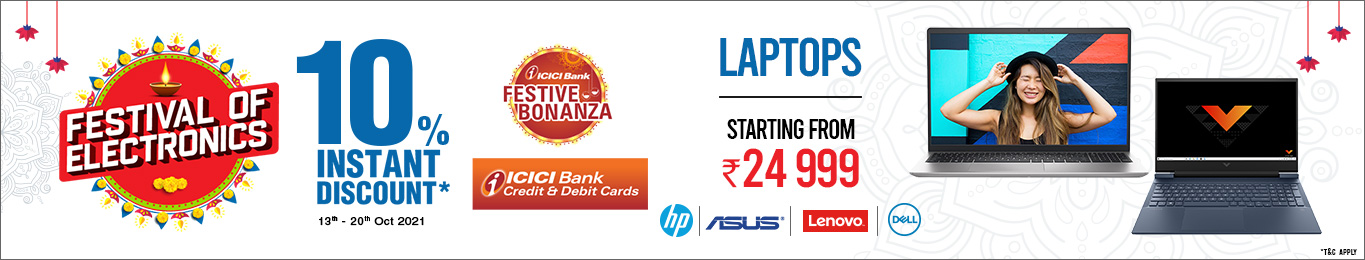 FESTIVAL OF
ELECTRONICS
10%
INSTANT
DISCOUNT*
13th - 20th Oct 2021
ICICI Bank
FESTIVE
BONANZA
ICICI Bank
Credit & Debit Cards
LAPTOPS
STARTING FROM
₹24 999
hp
ASUS
Lenovo
DELL
*T&C APPLY